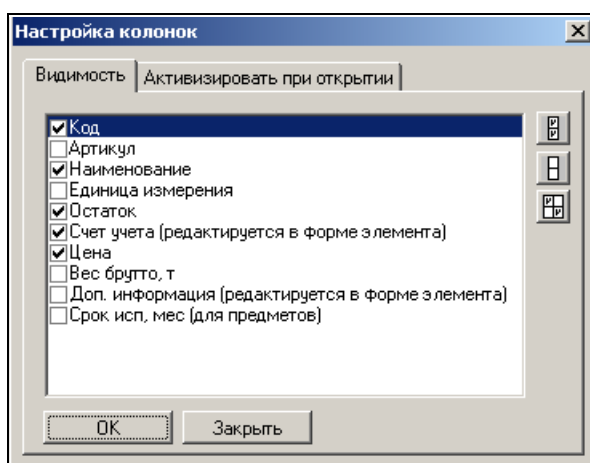 Настройка колонок
Видимость
Активизировать при открытии
Код
Артикул
Наименование
Единица измерения
Остаток
Счет учета (редактируется в форме элемента)
Цена
Вес брутто, т
Доп. информация (редактируется в форме элемента)
Срок исп, мес (для предметов)
OK
Закрыть